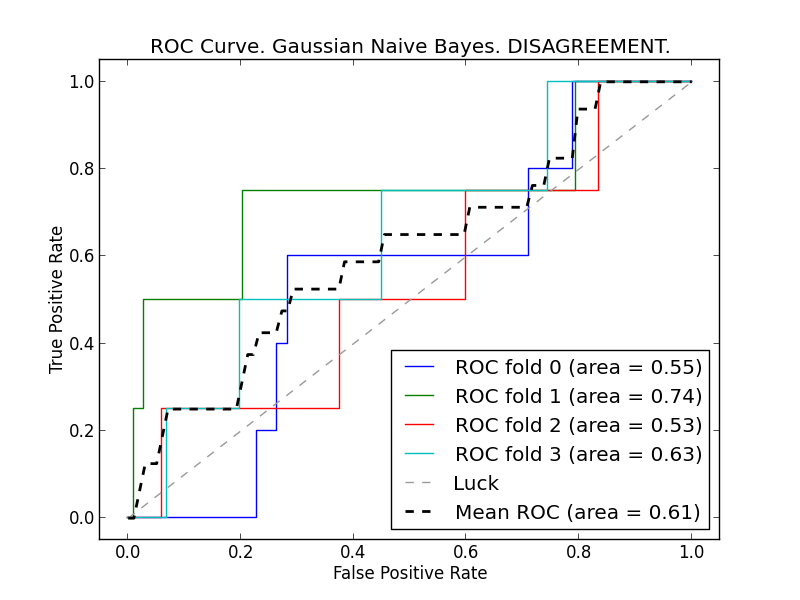 ROC Curve. Gaussian Naive Bayes. DISAGREEMENT.
True Positive Rate
1.0
0.8
0.6
0.4
0.2
0.0
ROC fold 0 (area = 0.55)
ROC fold 1 (area = 0.74)
ROC fold 2 (area = 0.53)
ROC fold 3 (area = 0.63)
Luck
Mean ROC (area = 0.61)
0.0 0.2 0.4 0.6 0.8 1.0
False Positive Rate